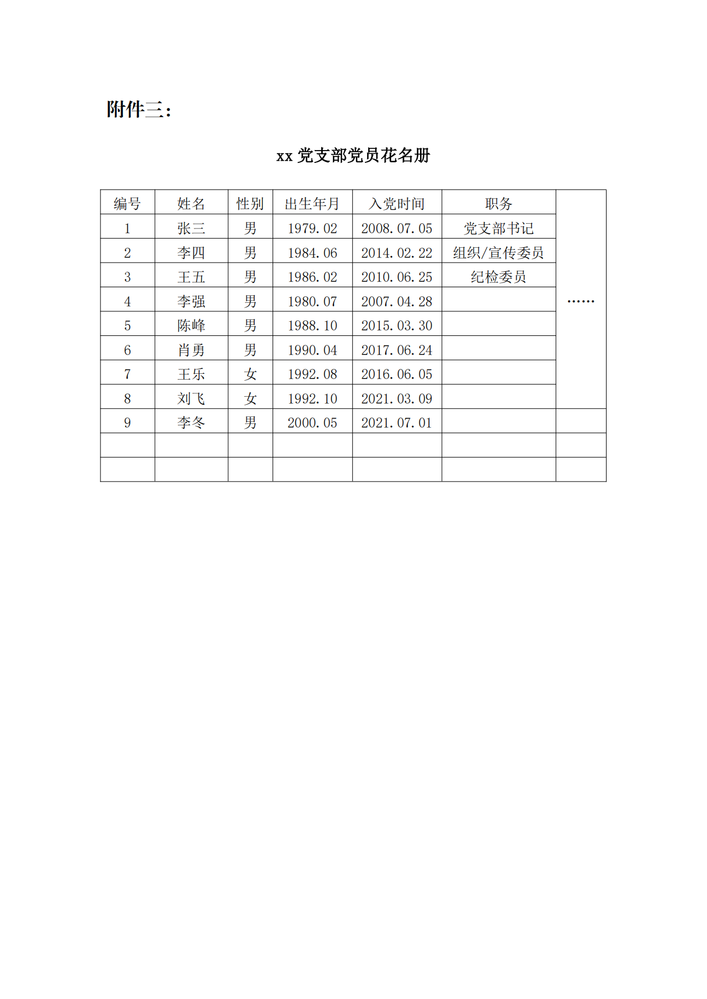 附件三：
xx 党支部党员花名册
编号 姓名 性别 出生年月 入党时间 职务
1 张三 男 1979.02 2008.07.05 党支部书记
2 李四 男 1984.06 2014.02.22 组织/宣传委员
3 王五 男 1986.02 2010.06.25 纪检委员
4 李强 男 1980.07 2007.04.28 ……
5 陈峰 男 1988.10 2015.03.30
6 肖勇 男 1990.04 2017.06.24
7 王乐 女 1992.08 2016.06.05
8 刘飞 女 1992.10 2021.03.09
9 李冬 男 2000.05 2021.07.01